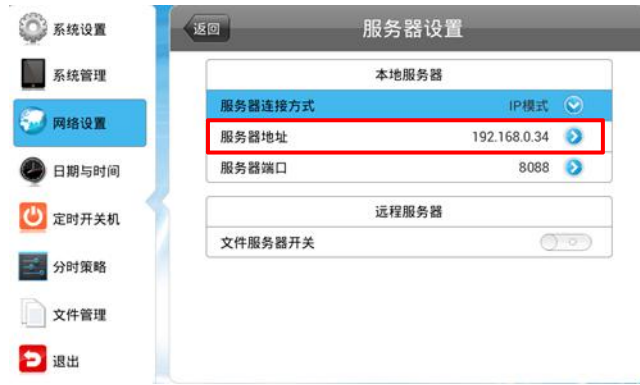 系统设置
系统管理
网络设置
日期与时间
定时开关机
分时策略
文件管理
退出
返回
服务器设置
本地服务器
服务器连接方式 IP模式
服务器地址 192.168.0.34
服务器端口 8088
远程服务器
文件服务器开关